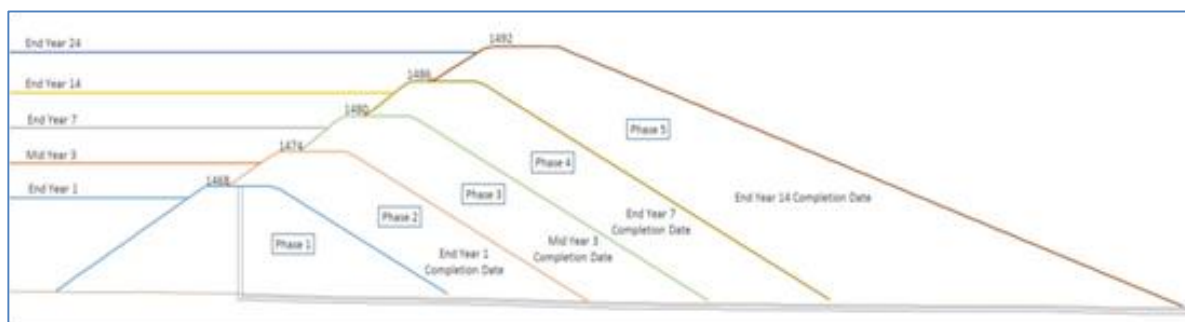 End Year 24
1492
End Year 14
1486
End Year 7
1480
Mid Year 3
1474
End Year 1
1468
Phase 5
Phase 4
Phase 3
Phase 2
Phase 1
End Year 14 Completion Date
End Year 7
Completion Date
Mid Year 3
Completion Date
End Year 1
Completion Date